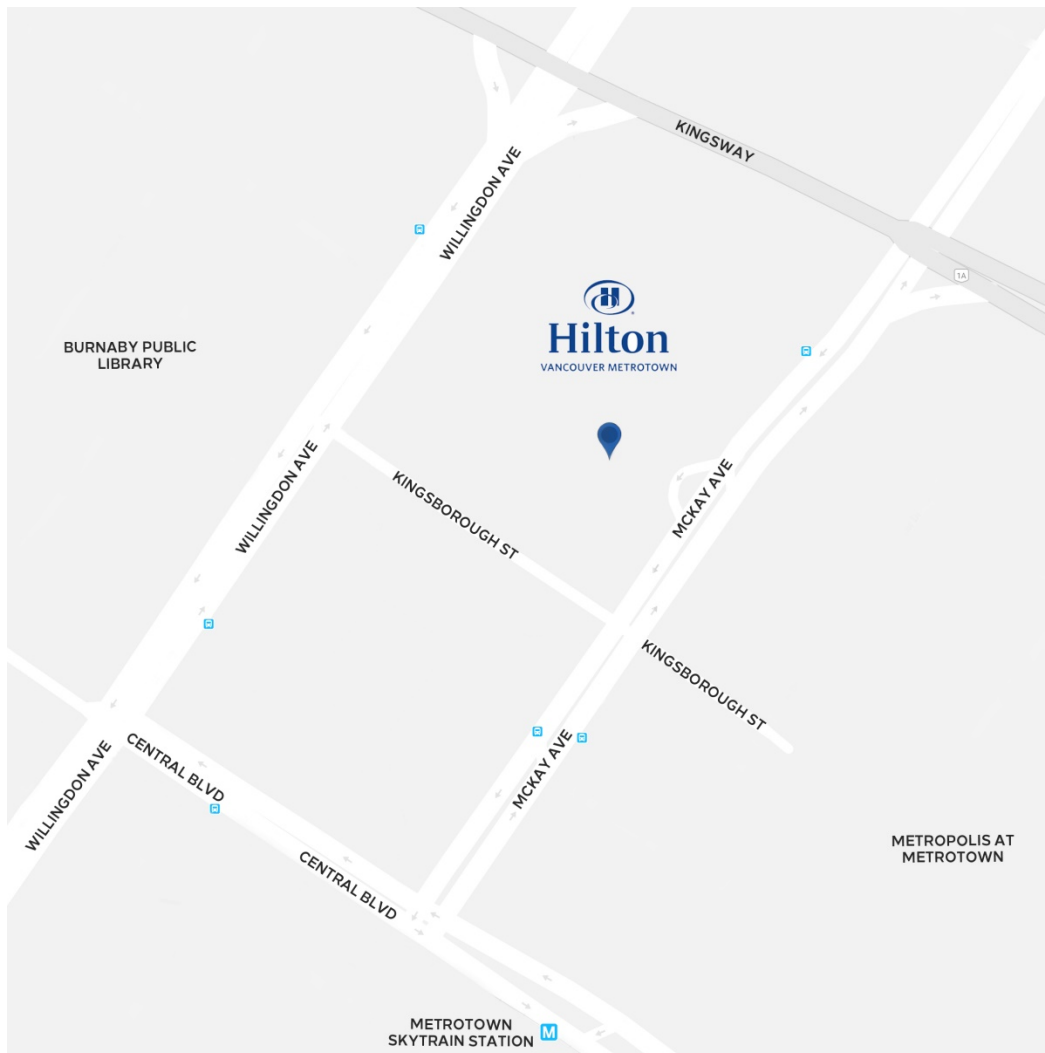 KINGSWAY
WILLINGDON AVE
1A
H
Hilton
VANCOUVER METROTOWN
BURNABY PUBLIC
LIBRARY
WILLINGDON AVE
KINGSBOROUGH ST
MCKAY AVE
KINGSBOROUGH ST
WILLINGDON AVE
CENTRAL BLVD
MCKAY AVE
METROPOLIS AT
METROTOWN
CENTRAL BLVD
METROTOWN
SKYTRAIN STATION
M